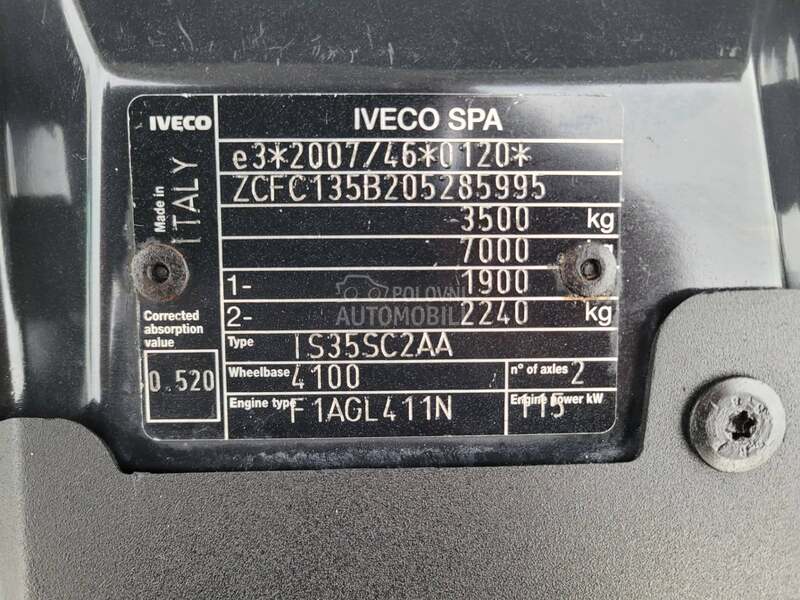 IVECO IVECO SPA
e3*2007/46*0120*
ZCFC135B205285995
Made in ITALY
3500 kg
7000
1- 1900
2- 2240 kg
POLOVNI
AUTOMOBILI
Corrected
absorption
value
0.520
Type IS35SC2AA
Wheelbase 4100 n° of axles 2
Engine type F1AGL411N Engine power kW